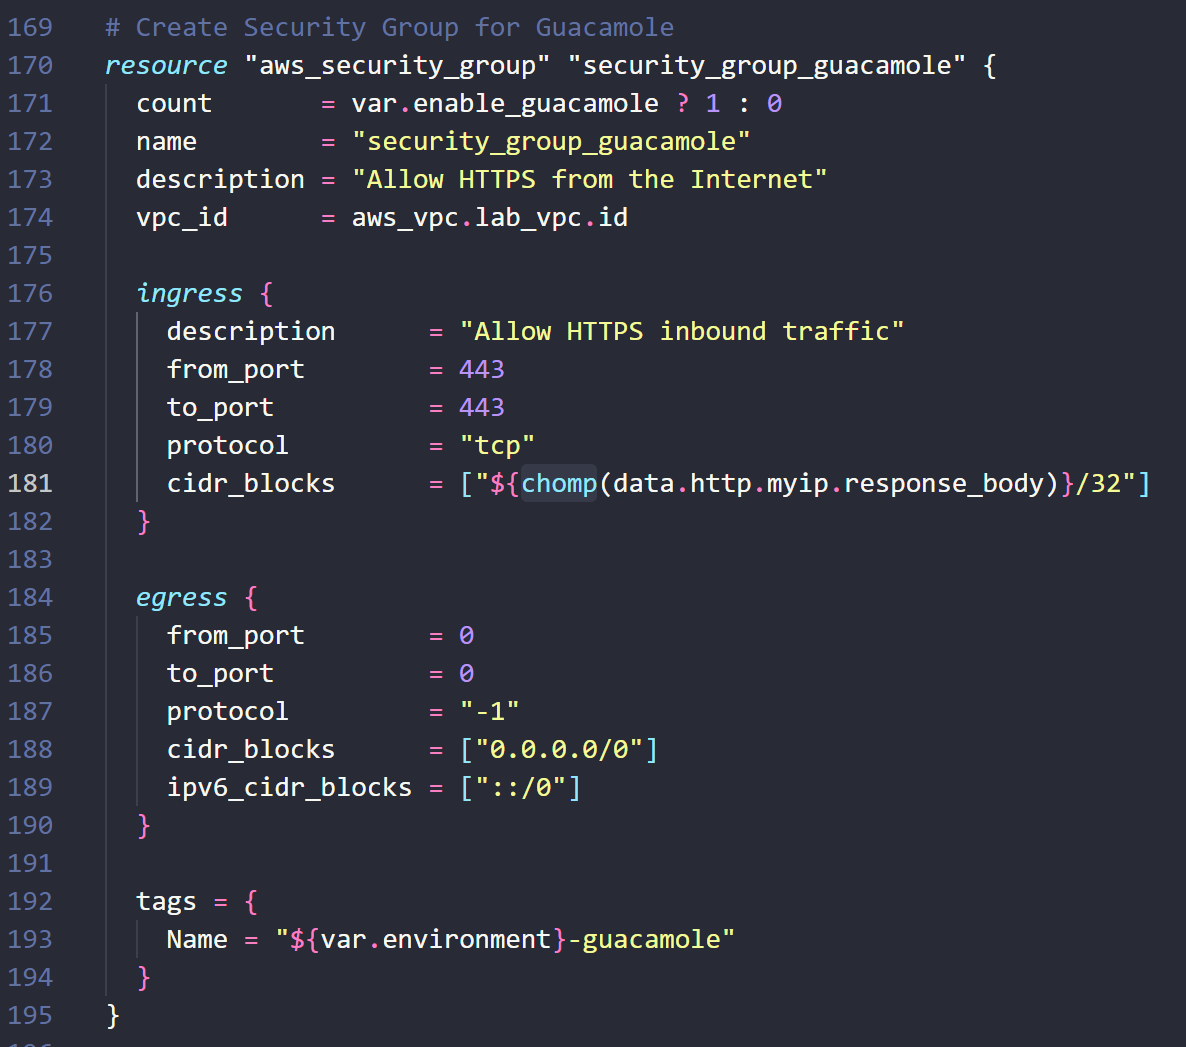 169 # Create Security Group for Guacamole
170 resource "aws_security_group" "security_group_guacamole" {
171   count       = var.enable_guacamole ? 1 : 0
172   name        = "security_group_guacamole"
173   description = "Allow HTTPS from the Internet"
174   vpc_id      = aws_vpc.lab_vpc.id
175
176   ingress {
177     description      = "Allow HTTPS inbound traffic"
178     from_port        = 443
179     to_port          = 443
180     protocol         = "tcp"
181     cidr_blocks      = ["${chomp(data.http.myip.response_body)}/32"]
182   }
183
184   egress {
185     from_port        = 0
186     to_port          = 0
187     protocol         = "-1"
188     cidr_blocks      = ["0.0.0.0/0"]
189     ipv6_cidr_blocks = ["::/0"]
190   }
191
192   tags = {
193     Name = "${var.environment}-guacamole"
194   }
195 }